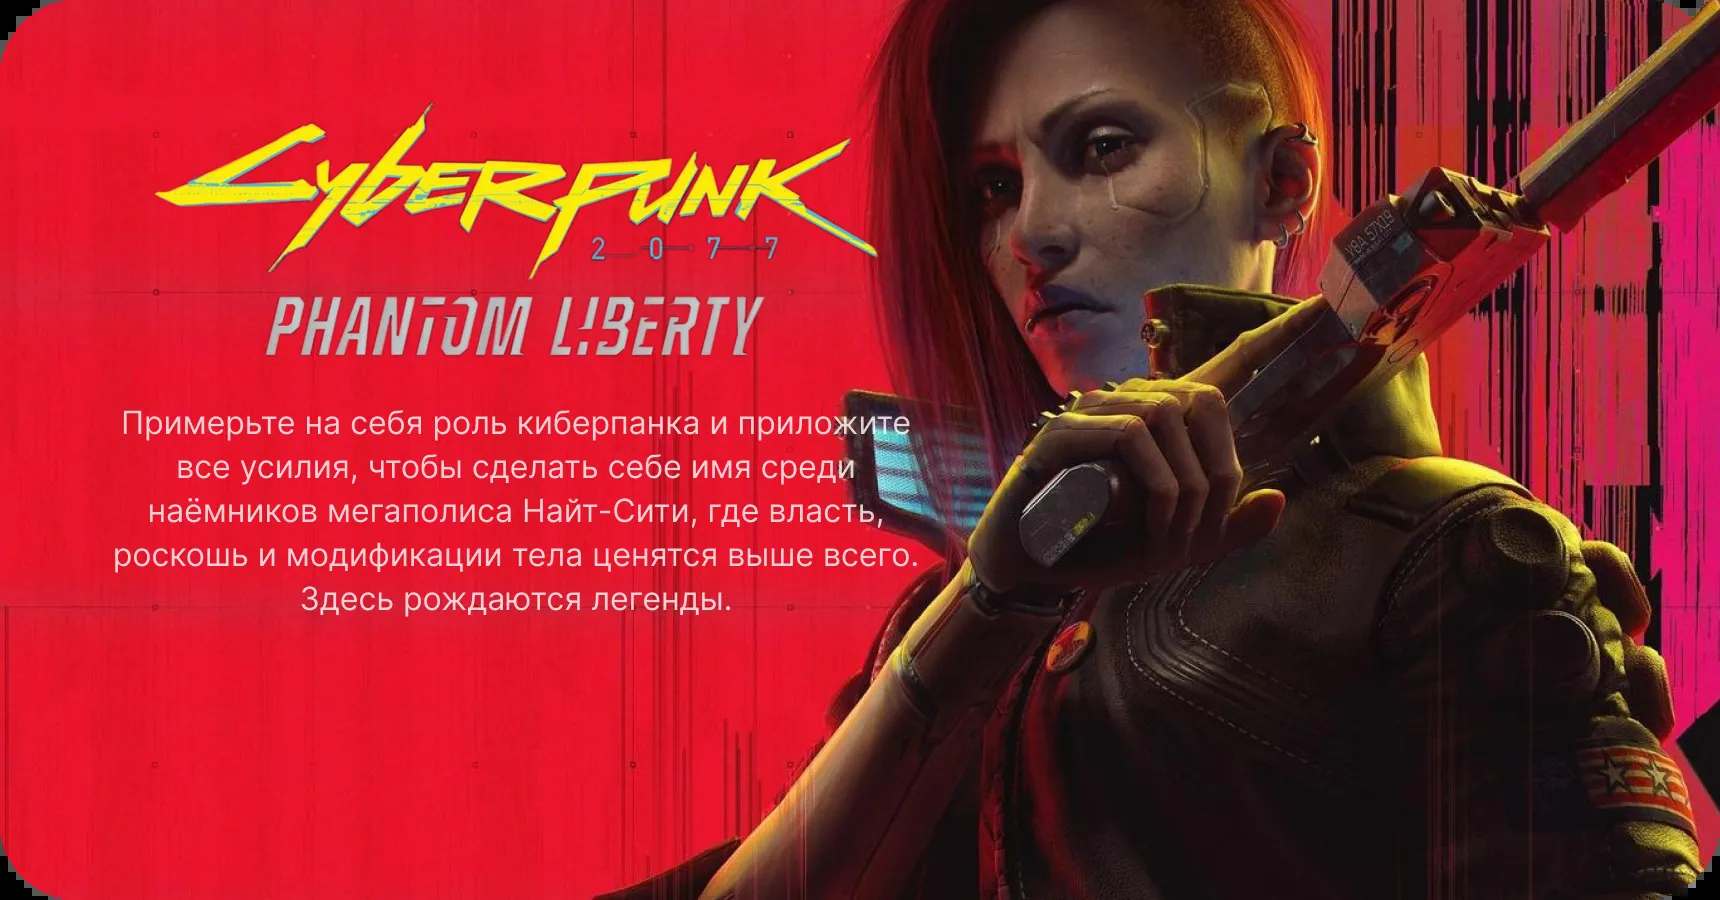 Cyberpunk
2077
PHANTOM LIBERTY
Примерьте на себя роль киберпанка и приложите
все усилия, чтобы сделать себе имя среди
наёмников мегаполиса Найт-Сити, где власть,
роскошь и модификации тела ценятся выше всего.
Здесь рождаются легенды.